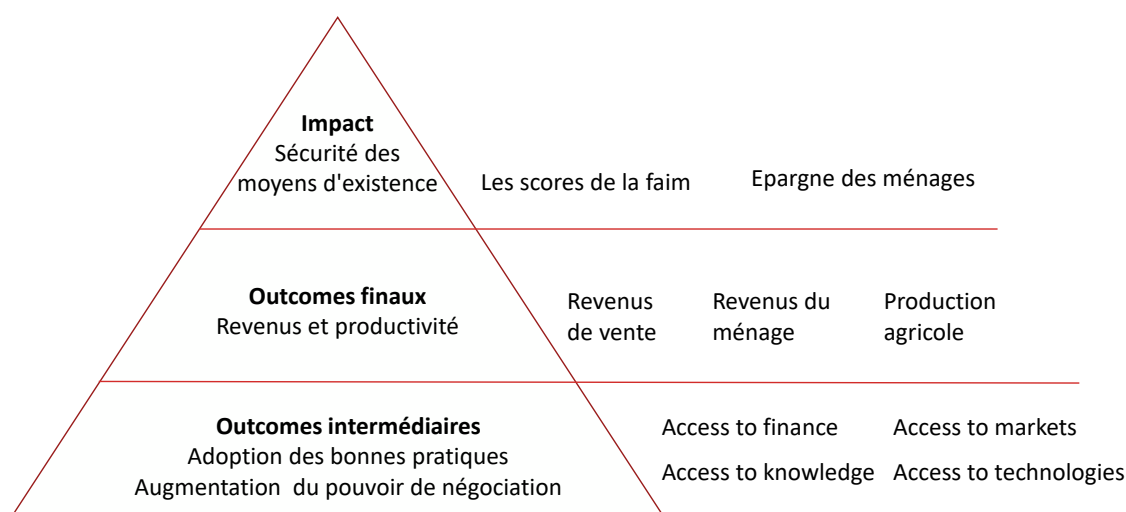 Impact
Sécurité des
moyens d'existence
Les scores de la faim
Epargne des ménages
Outcomes finaux
Revenus et productivité
Revenus
de vente
Revenus du
ménage
Production
agricole
Outcomes intermédiaires
Adoption des bonnes pratiques
Augmentation  du pouvoir de négociation
Access to finance
Access to markets
Access to knowledge
Access to technologies